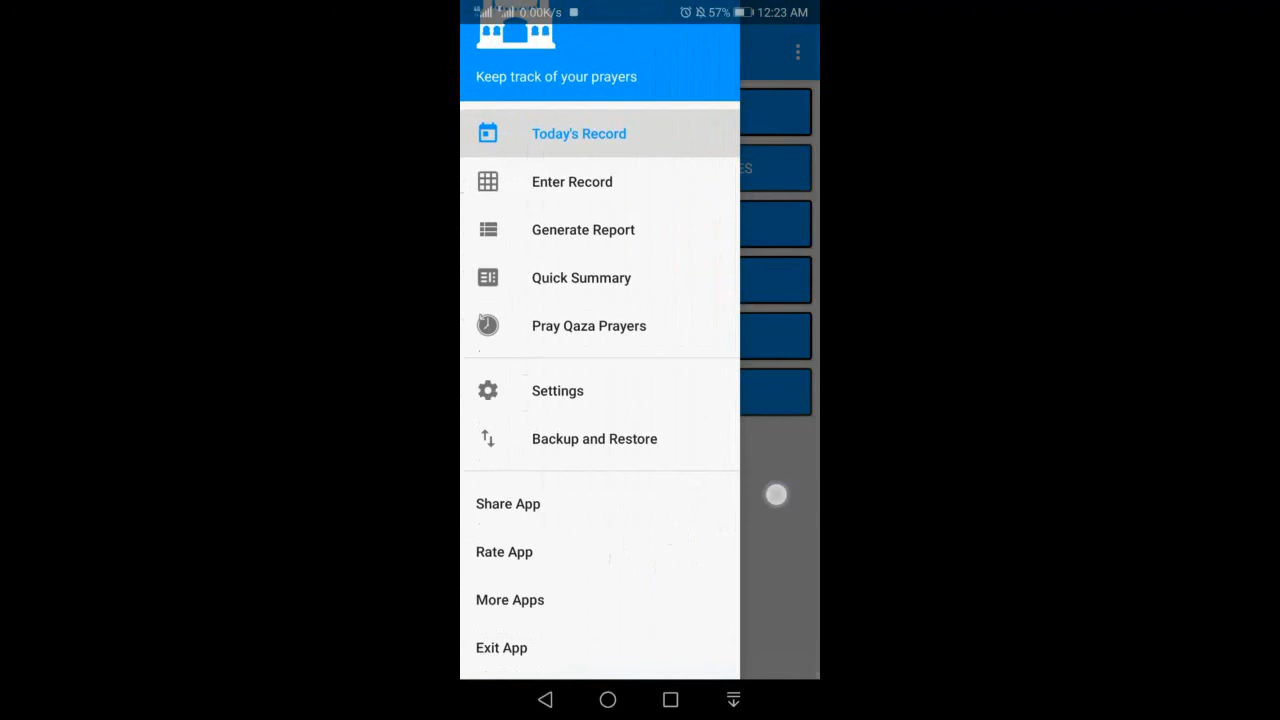 0.00K/s 57% 12:23 AM
Keep track of your prayers
Today's Record
Enter Record
ES
Generate Report
Quick Summary
Pray Qaza Prayers
Settings
Backup and Restore
Share App
Rate App
More Apps
Exit App